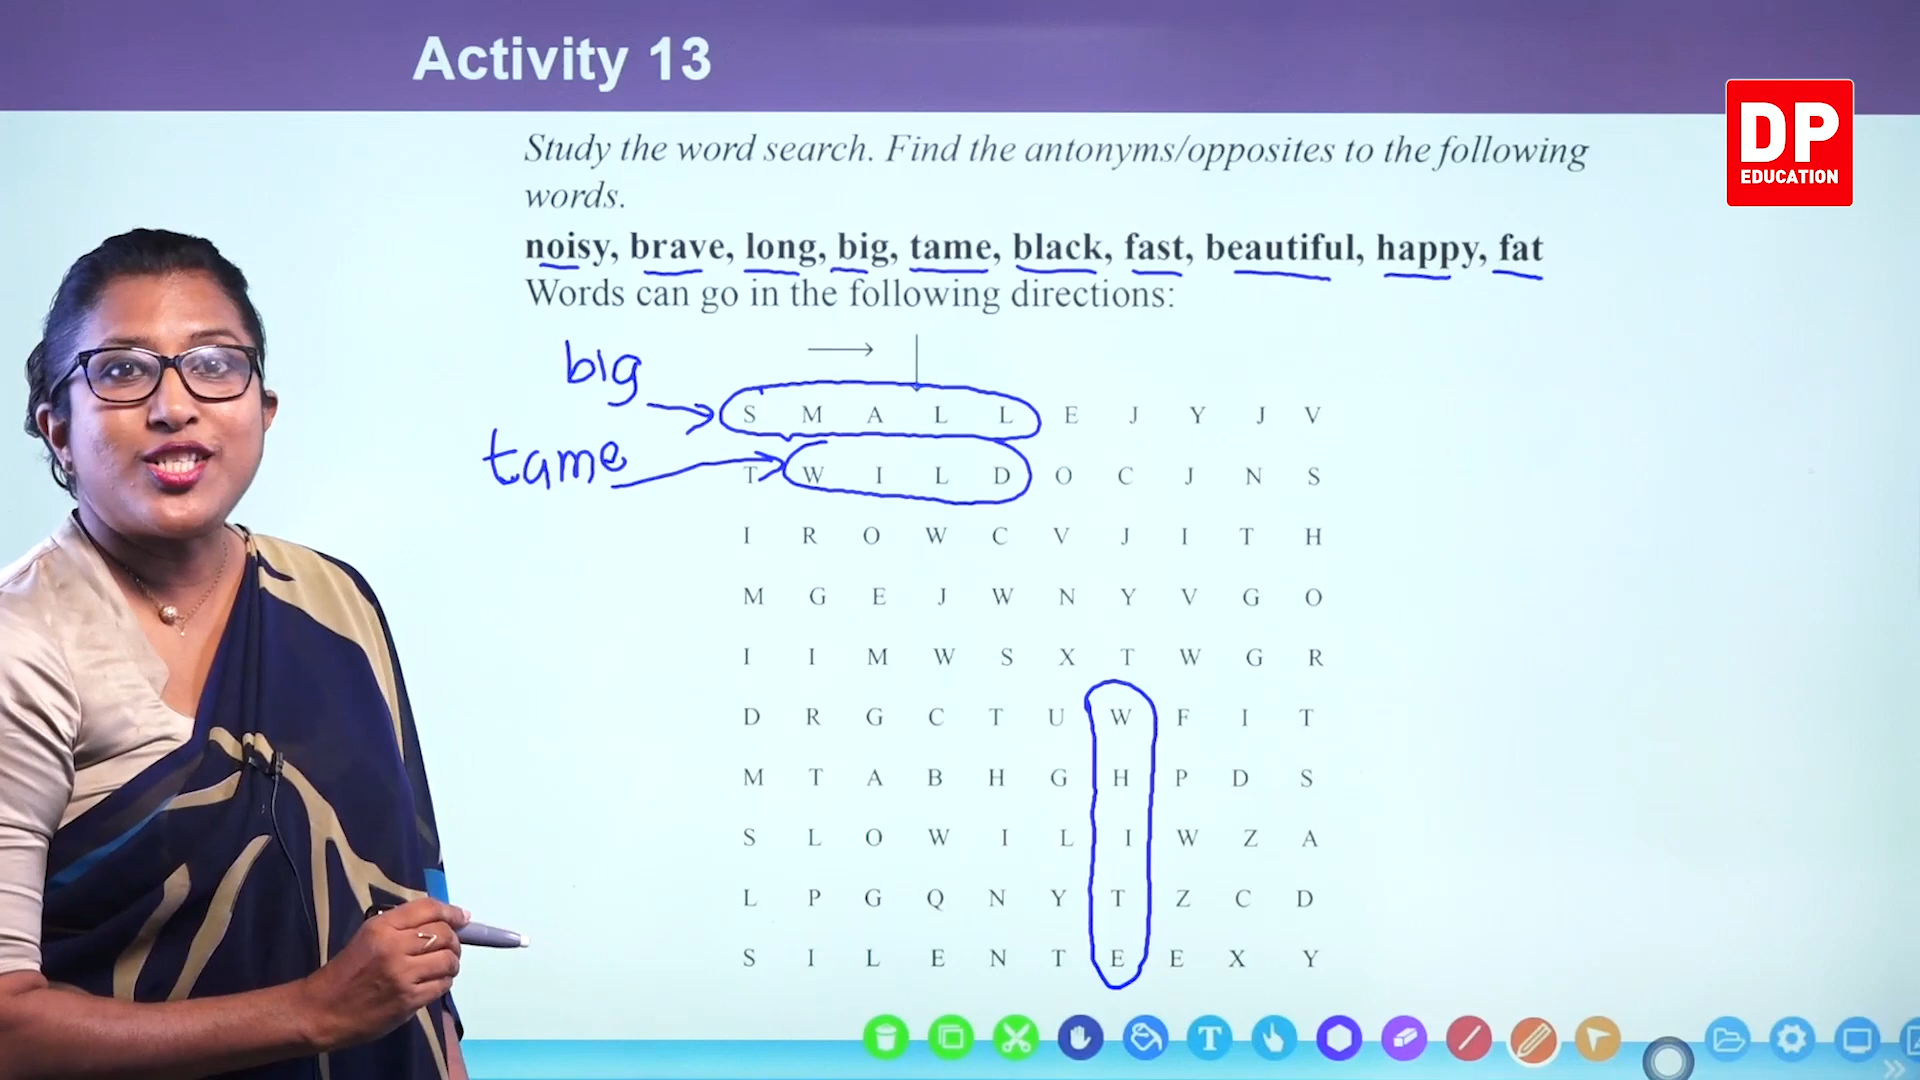 Activity 13
DP
EDUCATION
Study the word search. Find the antonyms/opposites to the following
words.
noisy, brave, long, big, tame, black, fast, beautiful, happy, fat
Words can go in the following directions:
big
S M A L L E J Y J V
tame
T W I L D O C J N S
I R O W C V J I T H
M G E J W N Y V G O
I I M W S X T W G R
D R G C T U W F I T
M T A B H G H P D S
S L O W I L I W Z A
L P G Q N Y T Z C D
S I L E N T E E X Y
T